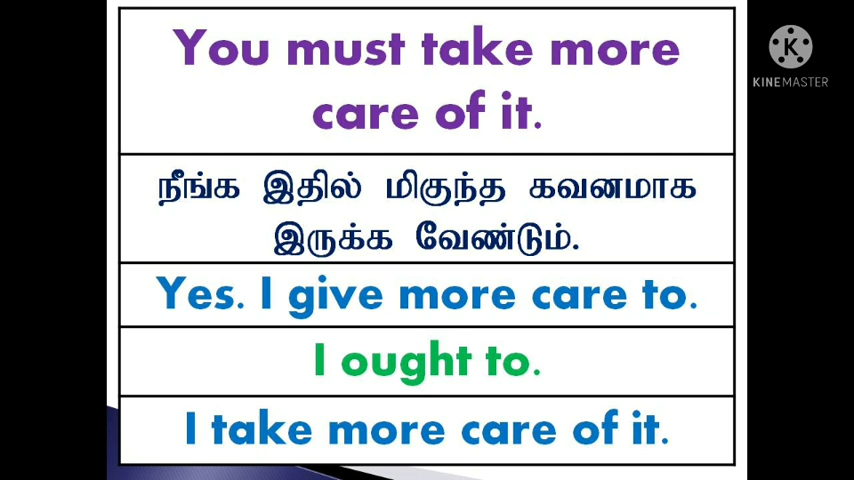 You must take more
care of it.
நீங்க இதில் மிகுந்த கவனமாக
இருக்க வேண்டும்.
Yes. I give more care to.
I ought to.
I take more care of it.
K
KINEMASTER